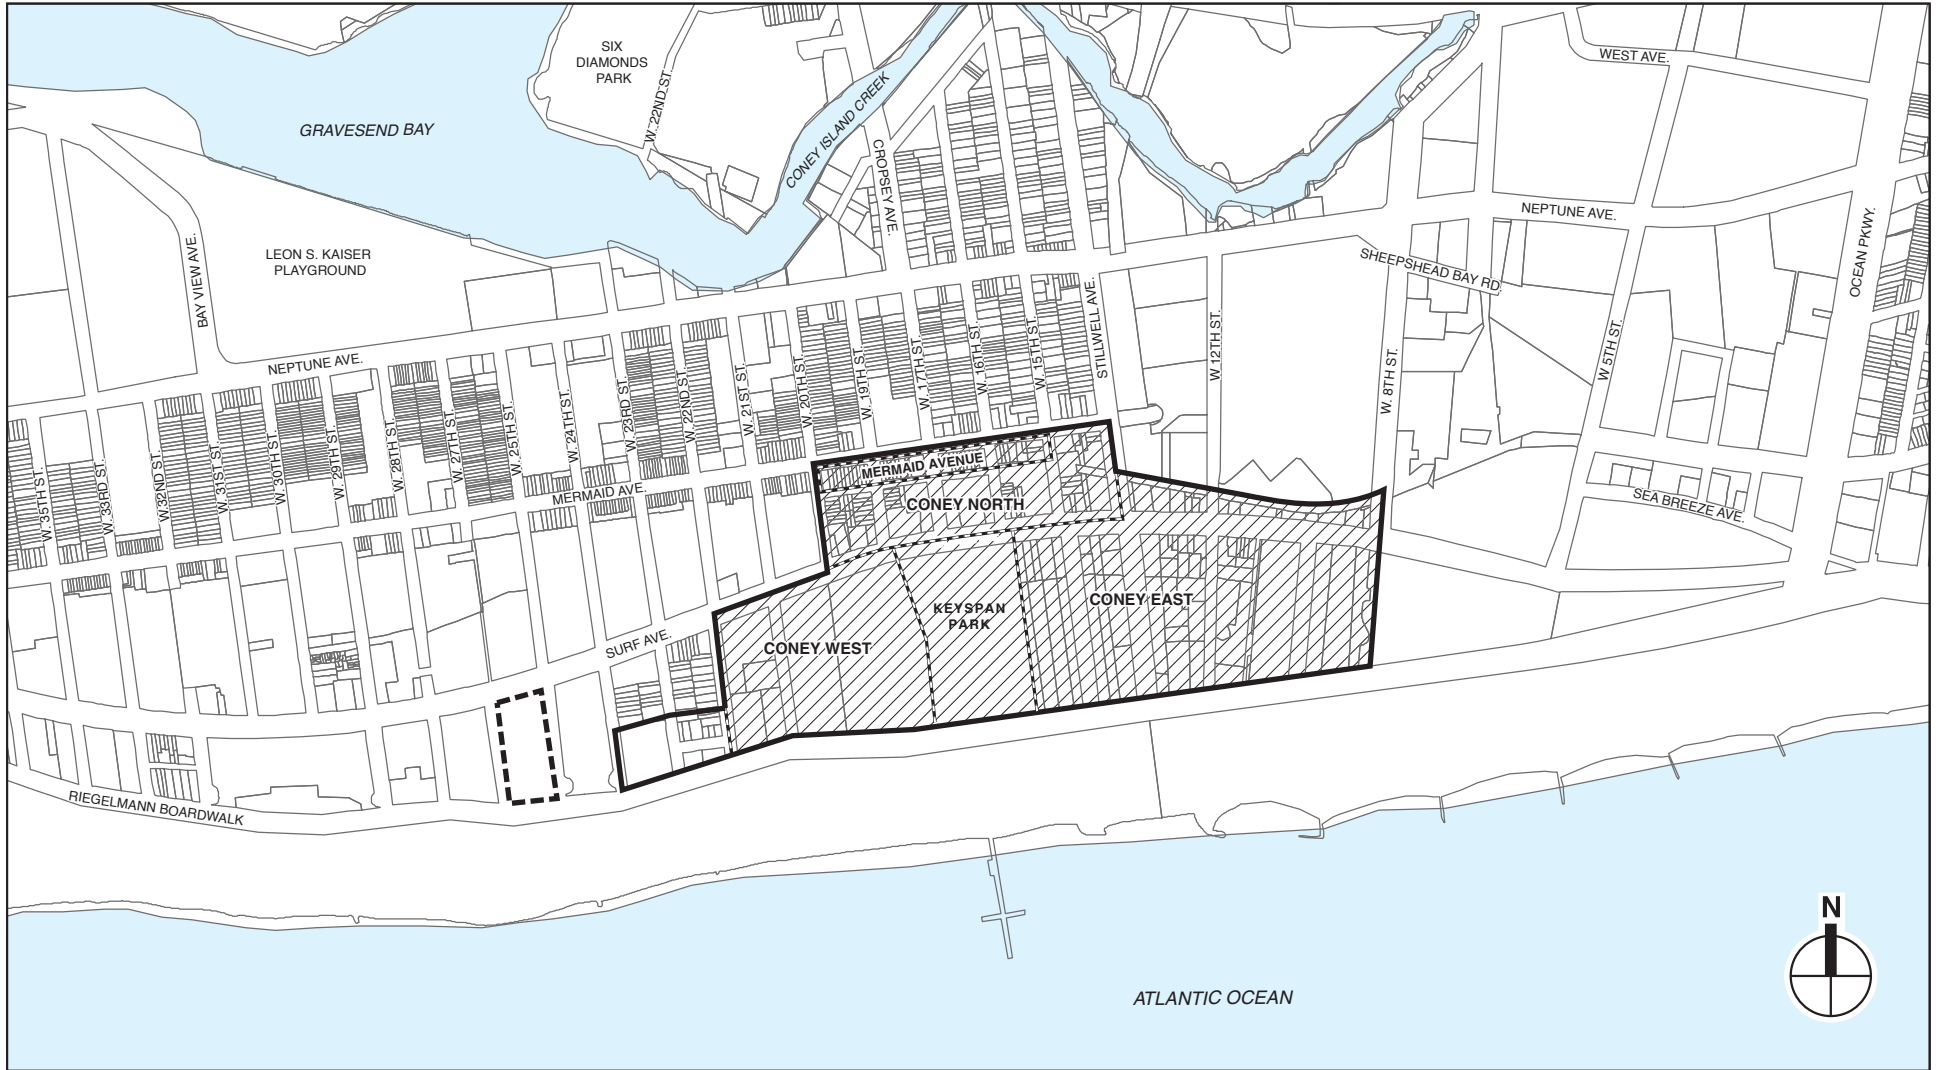 SIX
DIAMONDS
PARK
W. 22ND ST.
WEST AVE.
GRAVESEND BAY
CONEY ISLAND CREEK
CROPSEY AVE.
NEPTUNE AVE.
OCEAN PKWY.
BAY VIEW AVE.
LEON S. KAISER
PLAYGROUND
SHEEPSHEAD BAY RD.
STILLWELL AVE.
W 12TH ST.
W. 8TH ST.
W 5TH ST.
NEPTUNE AVE.
W. 35TH ST.
W. 33RD ST.
W. 32ND ST.
W. 31ST ST.
W. 30TH ST.
W. 29TH ST.
W. 28TH ST.
W. 27TH ST.
W. 25TH ST.
W. 24TH ST.
W. 23RD ST.
W. 22ND ST.
W. 21ST ST.
W. 20TH ST.
W. 19TH ST.
W. 17TH ST.
W. 16TH ST.
W. 15TH ST.
MERMAID AVE.
MERMAID AVENUE
CONEY NORTH
SEA BREEZE AVE.
CONEY EAST
KEYSPAN
PARK
SURF AVE.
CONEY WEST
RIEGELMANN BOARDWALK
N
ATLANTIC OCEAN